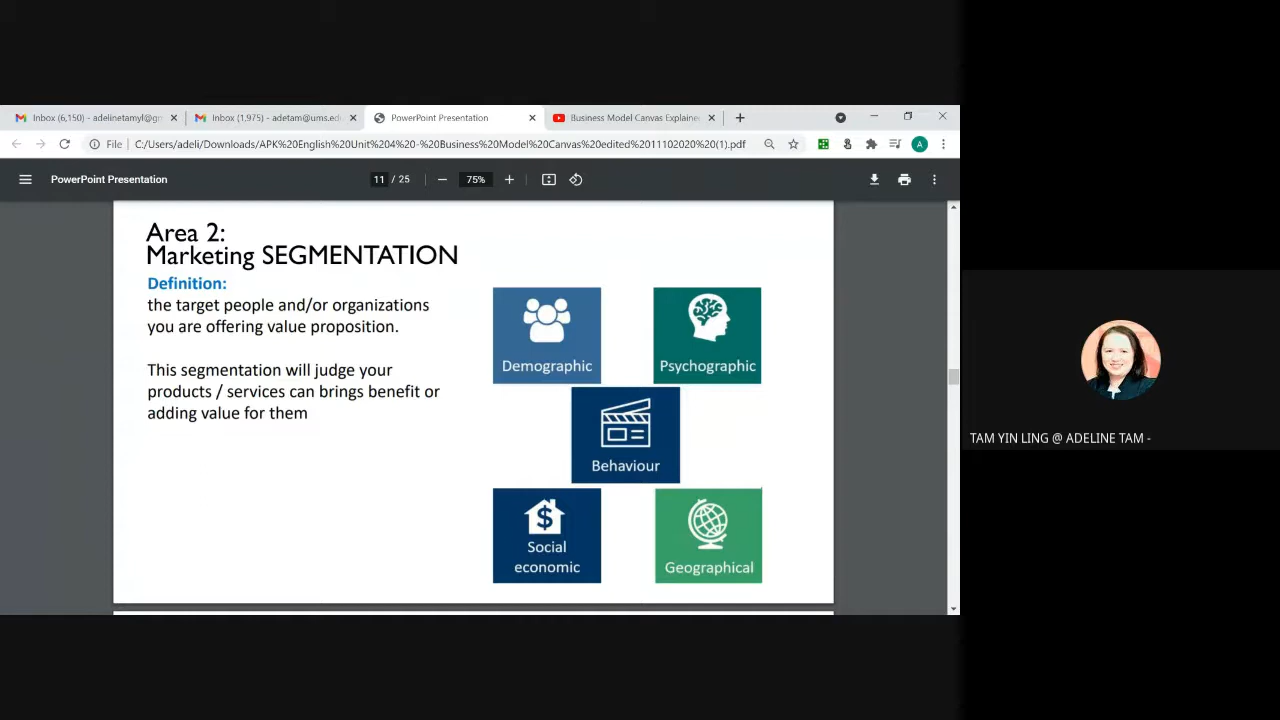 Inbox (6,150) - adelinetamyl@gm
Inbox (1,975) - adetam@ums.edu
PowerPoint Presentation
Business Model Canvas Explaine
File
C:/Users/adeli/Downloads/APK%20English%20Unit%204%20-%20Business%20Model%20Canvas%20edited%2011102020%20(1).pdf
A
PowerPoint Presentation
11 / 25
75%
Area 2:
Marketing SEGMENTATION
Definition:
the target people and/or organizations
you are offering value proposition.
This segmentation will judge your
products / services can brings benefit or
adding value for them
Demographic
Psychographic
Behaviour
Social
economic
Geographical
TAM YIN LING @ ADELINE TAM -